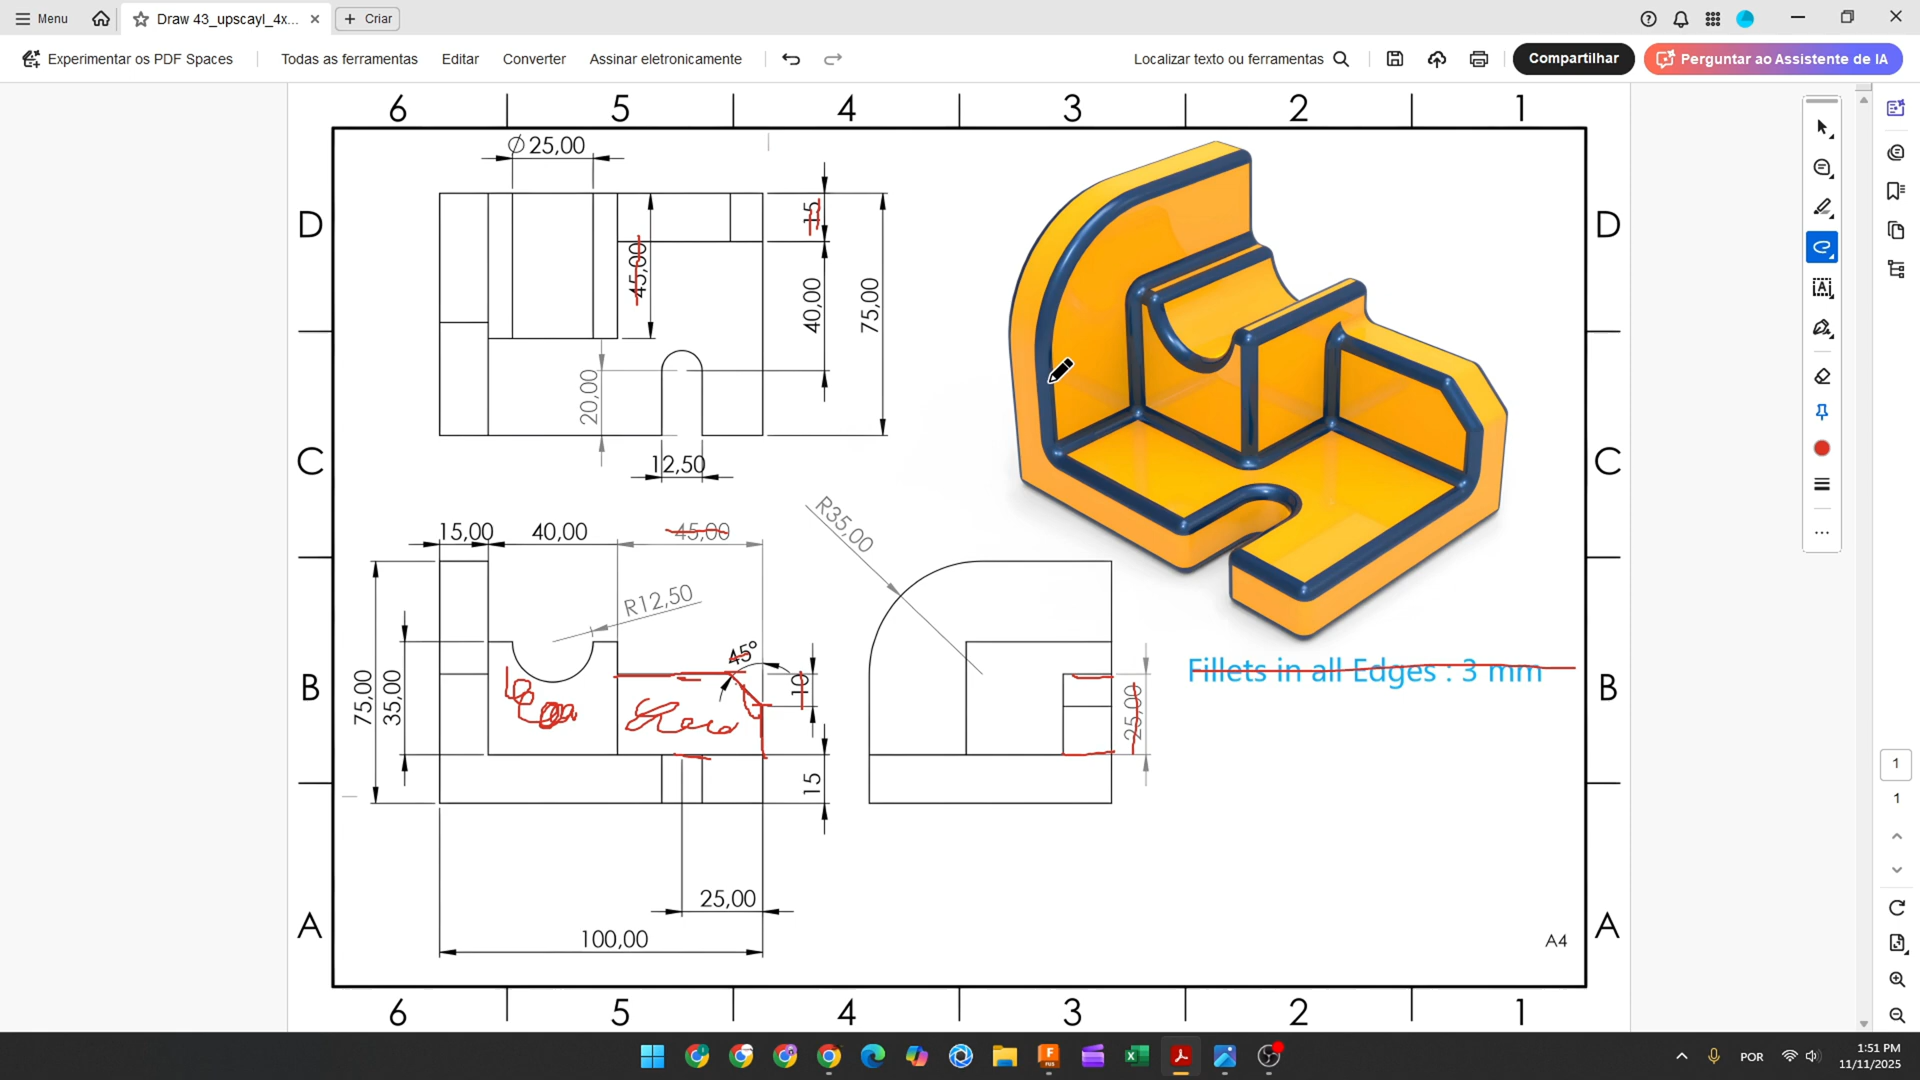 Menu
Draw 43_upscayl_4x...
Criar
Experimentar os PDF Spaces
Todas as ferramentas
Editar
Converter
Assinar eletronicamente
Localizar texto ou ferramentas
Compartilhar
Perguntar ao Assistente de IA
6 5 4 3 2 1
D D
C C
B B
A A
∅ 25,00
15
45,00
40,00
75,00
20,00
12,50
15,00 40,00 45,00
R12,50
R35,00
45°
10
75,00
35,00
15
25,00
25,00
100,00
Fillets in all Edges : 3 mm
A4
6 5 4 3 2 1
1
1
POR
1:51 PM
11/11/2025